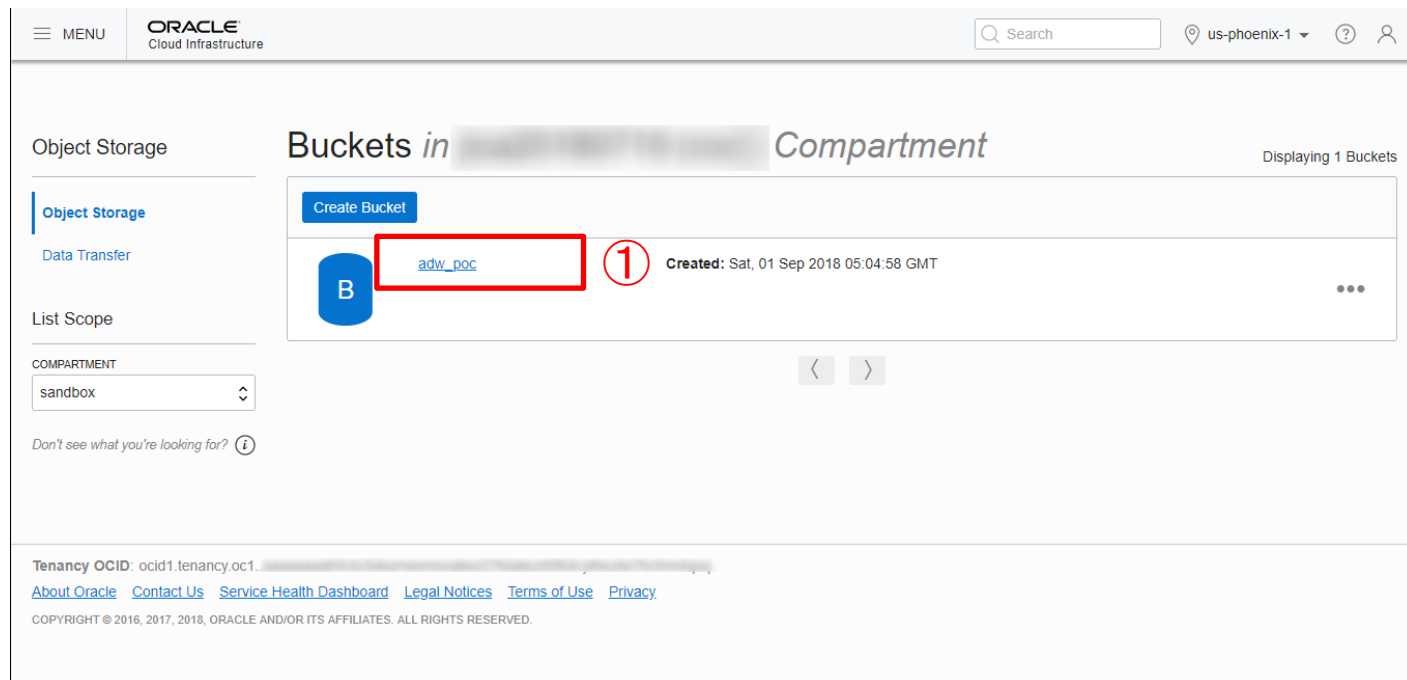 MENU
ORACLE
Cloud Infrastructure
Search
us-phoenix-1
?
Object Storage
Buckets in Compartment
Displaying 1 Buckets
Object Storage
Create Bucket
Data Transfer
B
adw_poc
①
Created: Sat, 01 Sep 2018 05:04:58 GMT
List Scope
COMPARTMENT
sandbox
Don't see what you're looking for? i
Tenancy OCID: ocid1.tenancy.oc1.
About Oracle Contact Us Service Health Dashboard Legal Notices Terms of Use Privacy
COPYRIGHT © 2016, 2017, 2018, ORACLE AND/OR ITS AFFILIATES. ALL RIGHTS RESERVED.